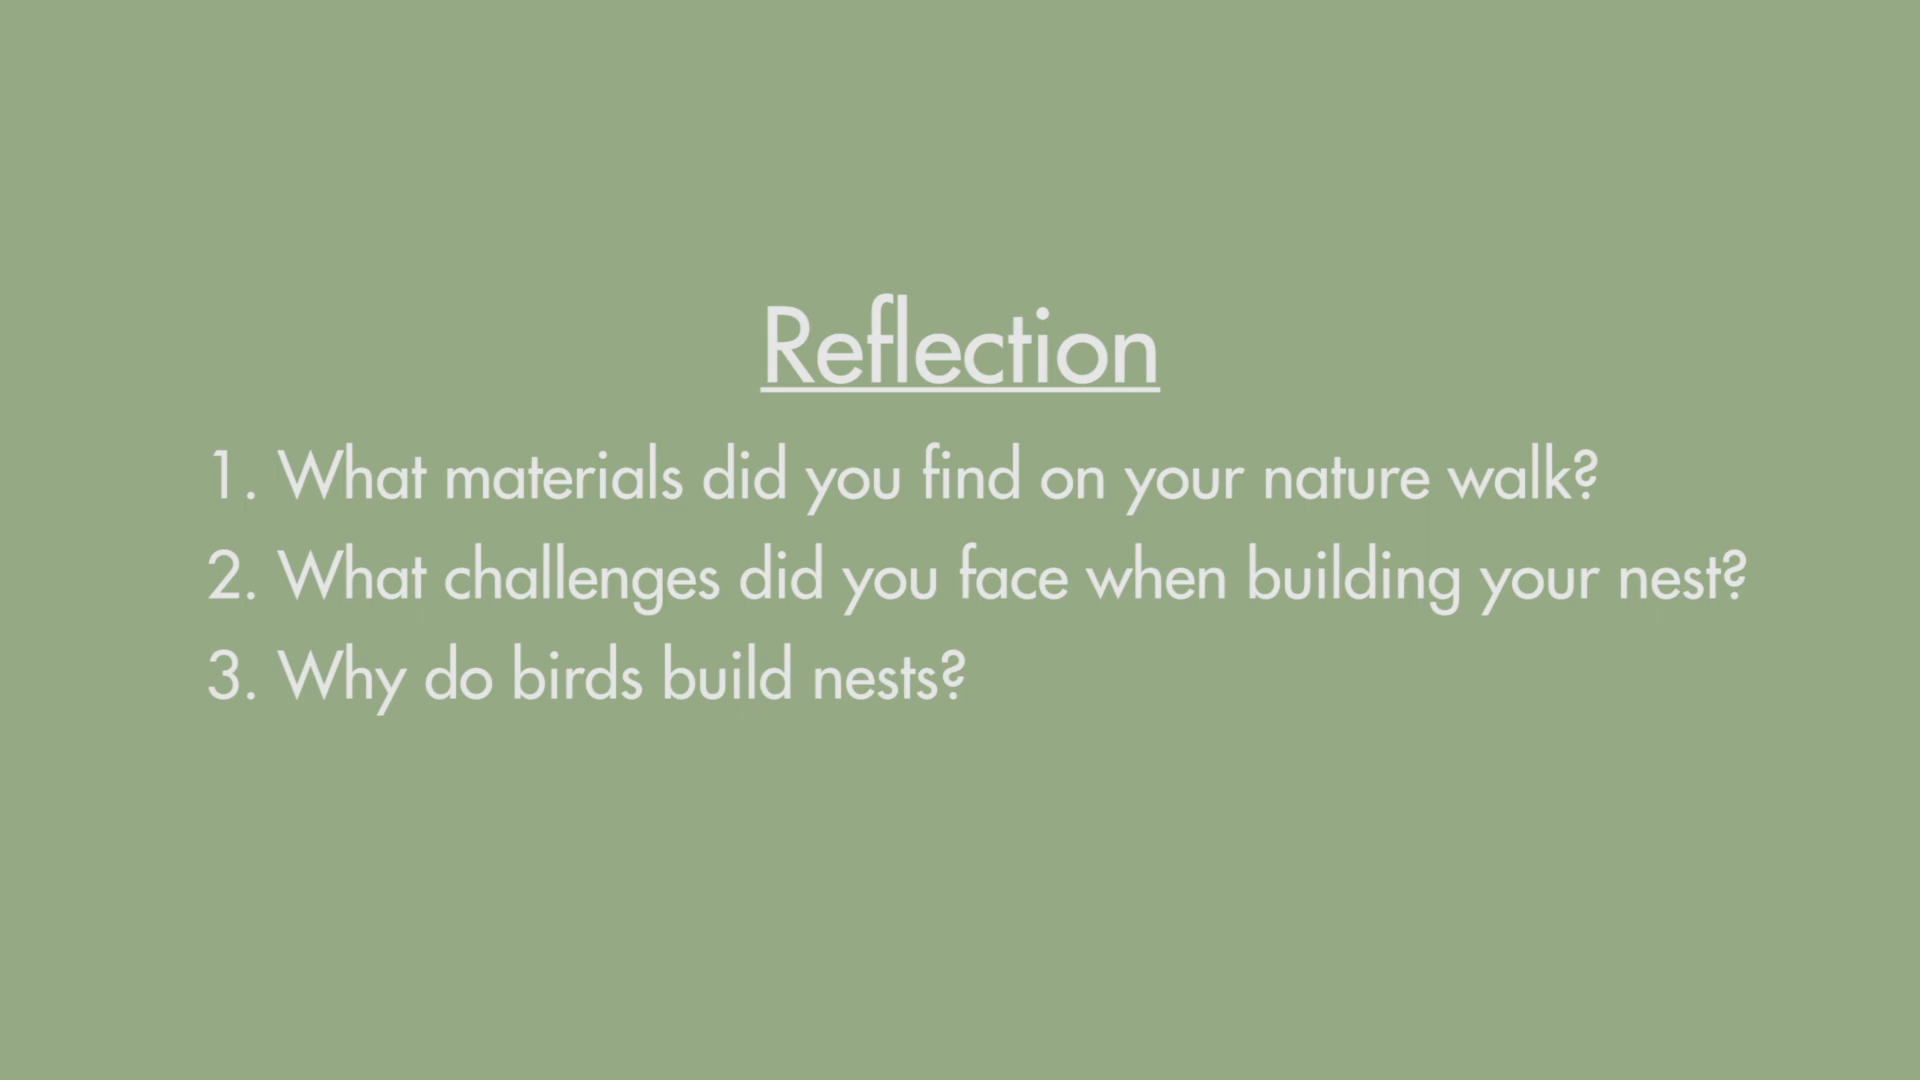 Reflection
1. What materials did you find on your nature walk?
2. What challenges did you face when building your nest?
3. Why do birds build nests?